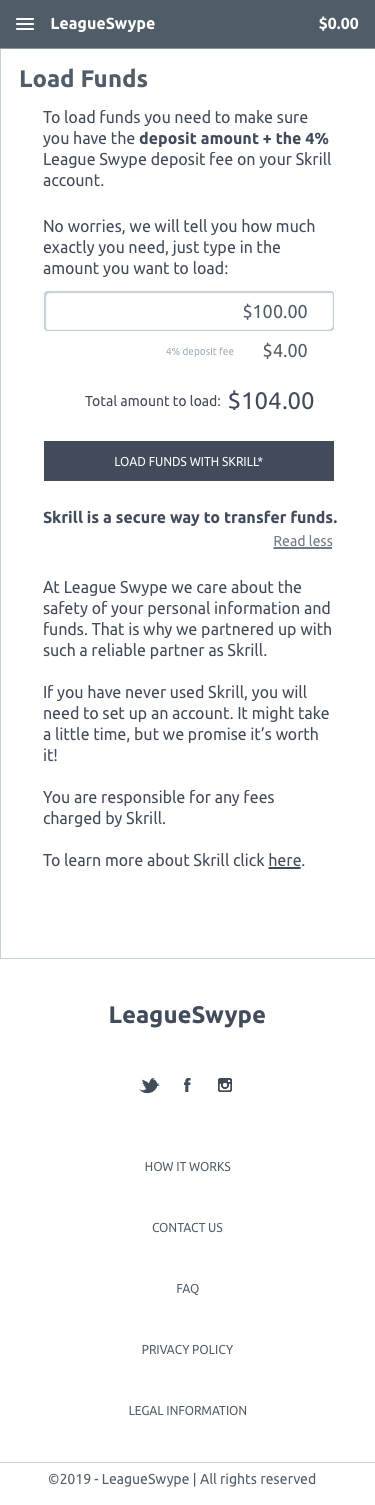 LeagueSwype $0.00
Load Funds
To load funds you need to make sure
you have the deposit amount + the 4%
League Swype deposit fee on your Skrill
account.
No worries, we will tell you how much
exactly you need, just type in the
amount you want to load:
$100.00
4% deposit fee $4.00
Total amount to load: $104.00
LOAD FUNDS WITH SKRILL*
Skrill is a secure way to transfer funds.
Read less
At League Swype we care about the
safety of your personal information and
funds. That is why we partnered up with
such a reliable partner as Skrill.
If you have never used Skrill, you will
need to set up an account. It might take
a little time, but we promise it’s worth
it!
You are responsible for any fees
charged by Skrill.
To learn more about Skrill click here.
LeagueSwype
HOW IT WORKS
CONTACT US
FAQ
PRIVACY POLICY
LEGAL INFORMATION
©2019 - LeagueSwype | All rights reserved